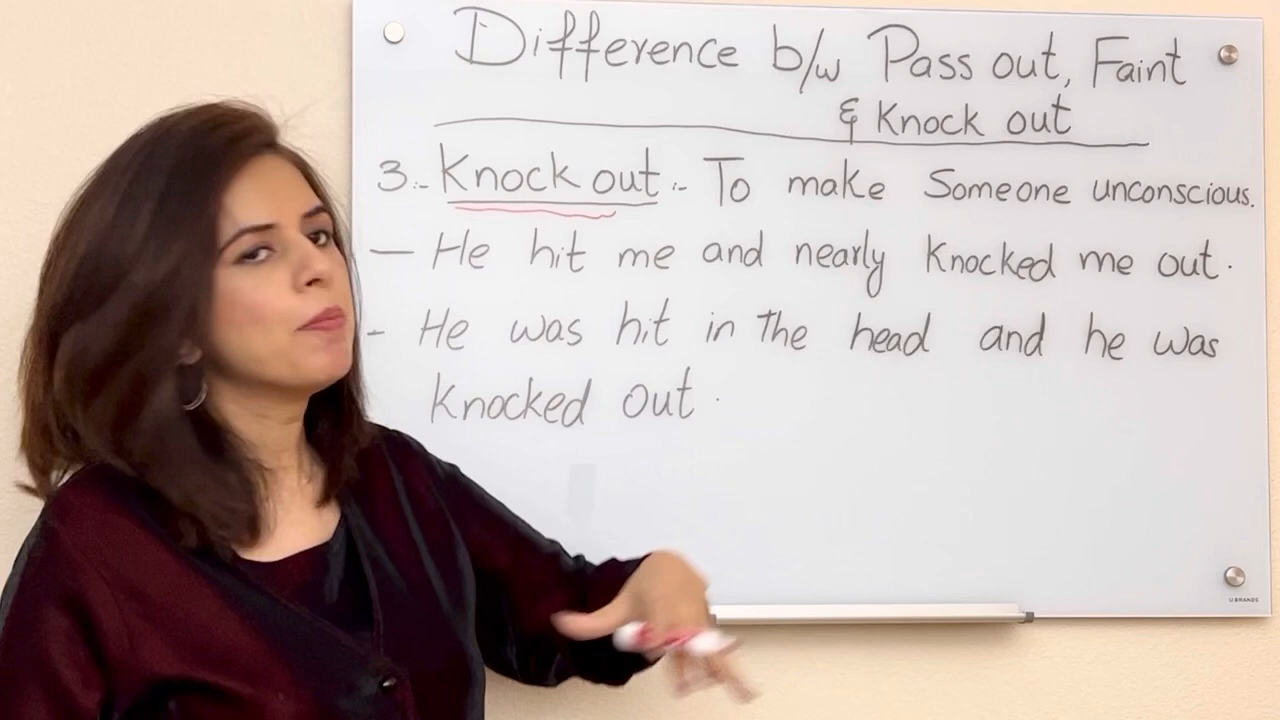 Difference b/w Pass out, Faint
& Knock out
3:- Knock out :- To make Someone unconscious.
— He hit me and nearly Knocked me out.
- He was hit in the head and he was
Knocked out.
U BRANDS